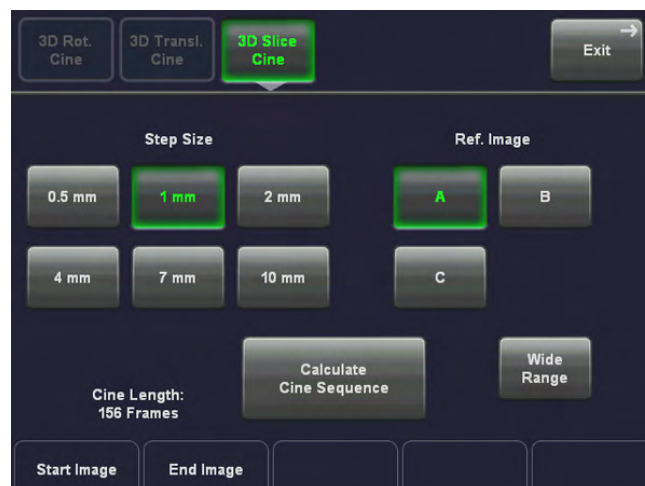 3D Rot.
Cine
3D Transl.
Cine
3D Slice
Cine
Exit
Step Size
Ref. Image
0.5 mm
1 mm
2 mm
A
B
4 mm
7 mm
10 mm
C
Calculate
Cine Sequence
Wide
Range
Cine Length:
156 Frames
Start Image
End Image